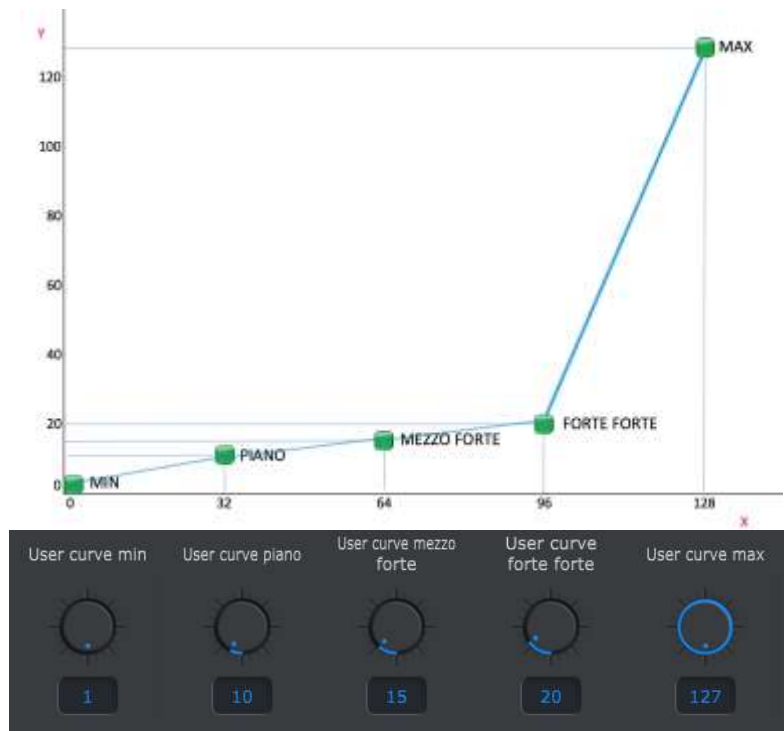 Y
MAX
120
100
80
60
40
20
FORTE FORTE
MEZZO FORTE
PIANO
0 MIN
0 32 64 96 128
X
User curve min
User curve piano
User curve mezzo
forte
User curve
forte forte
User curve max
1 10 15 20 127